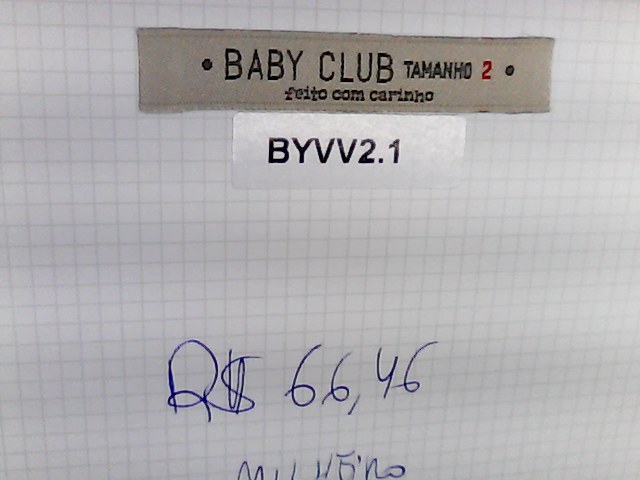 • BABY CLUB TAMANHO 2 •
feito com carinho
BYVV2.1
R$ 66,46